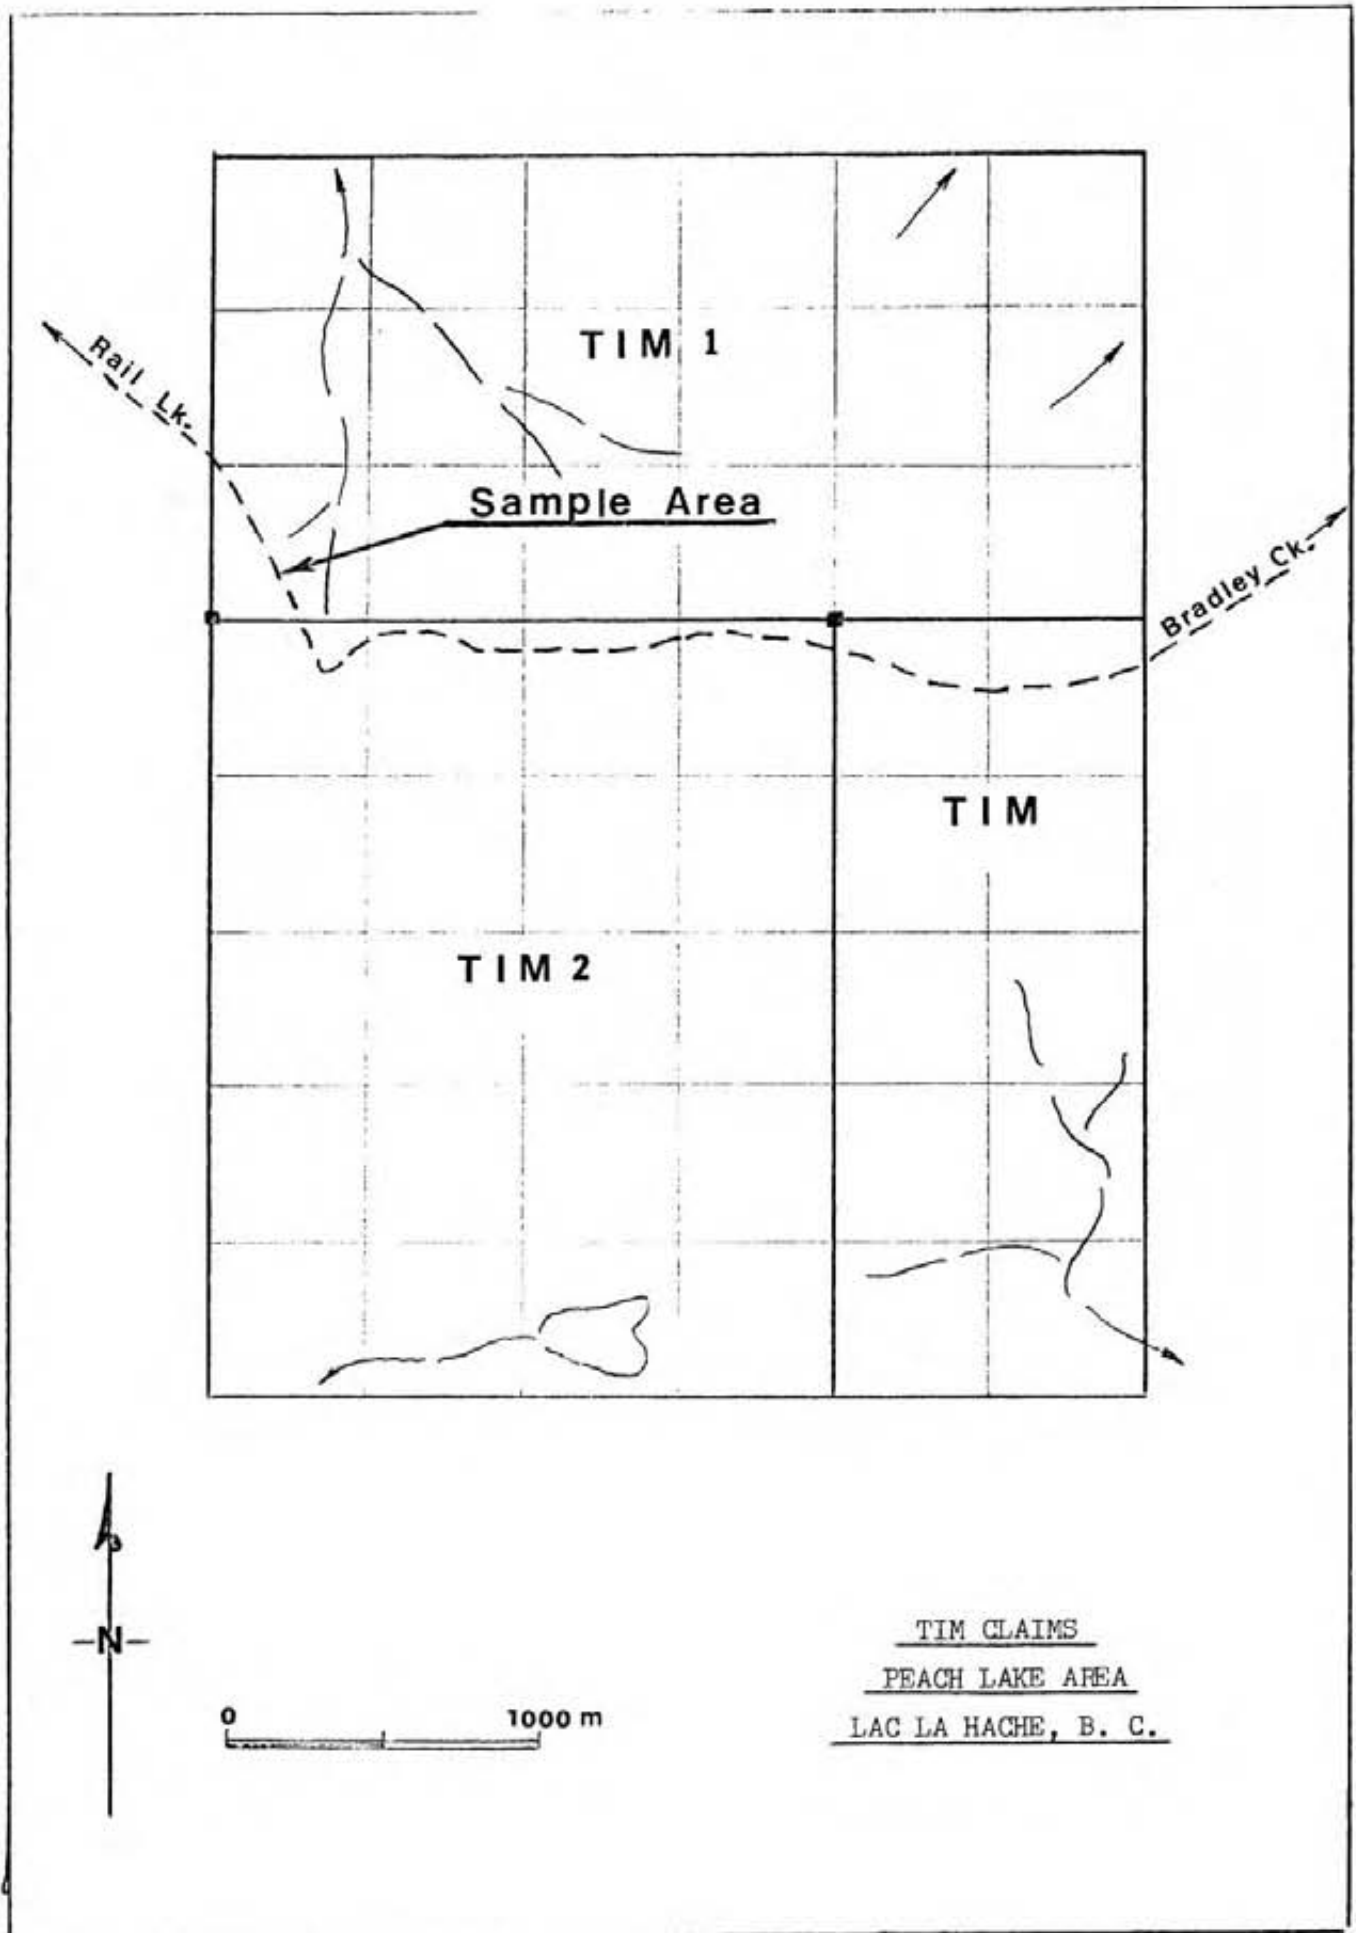 TIM 1
Rail Lk.
Sample Area
Bradley Ck.
TIM
TIM 2
N
0 1000 m
TIM CLAIMS
PEACH LAKE AREA
LAC LA HACHE, B. C.